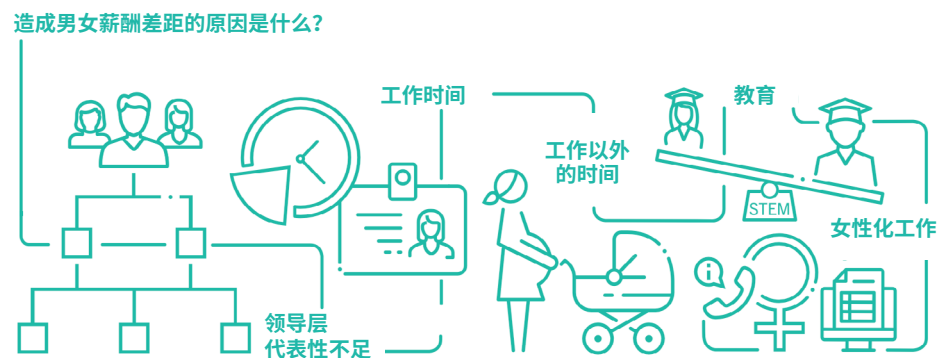 造成男女薪酬差距的原因是什么？
领导层
代表性不足
工作时间
工作以外
的时间
教育
STEM
女性化工作